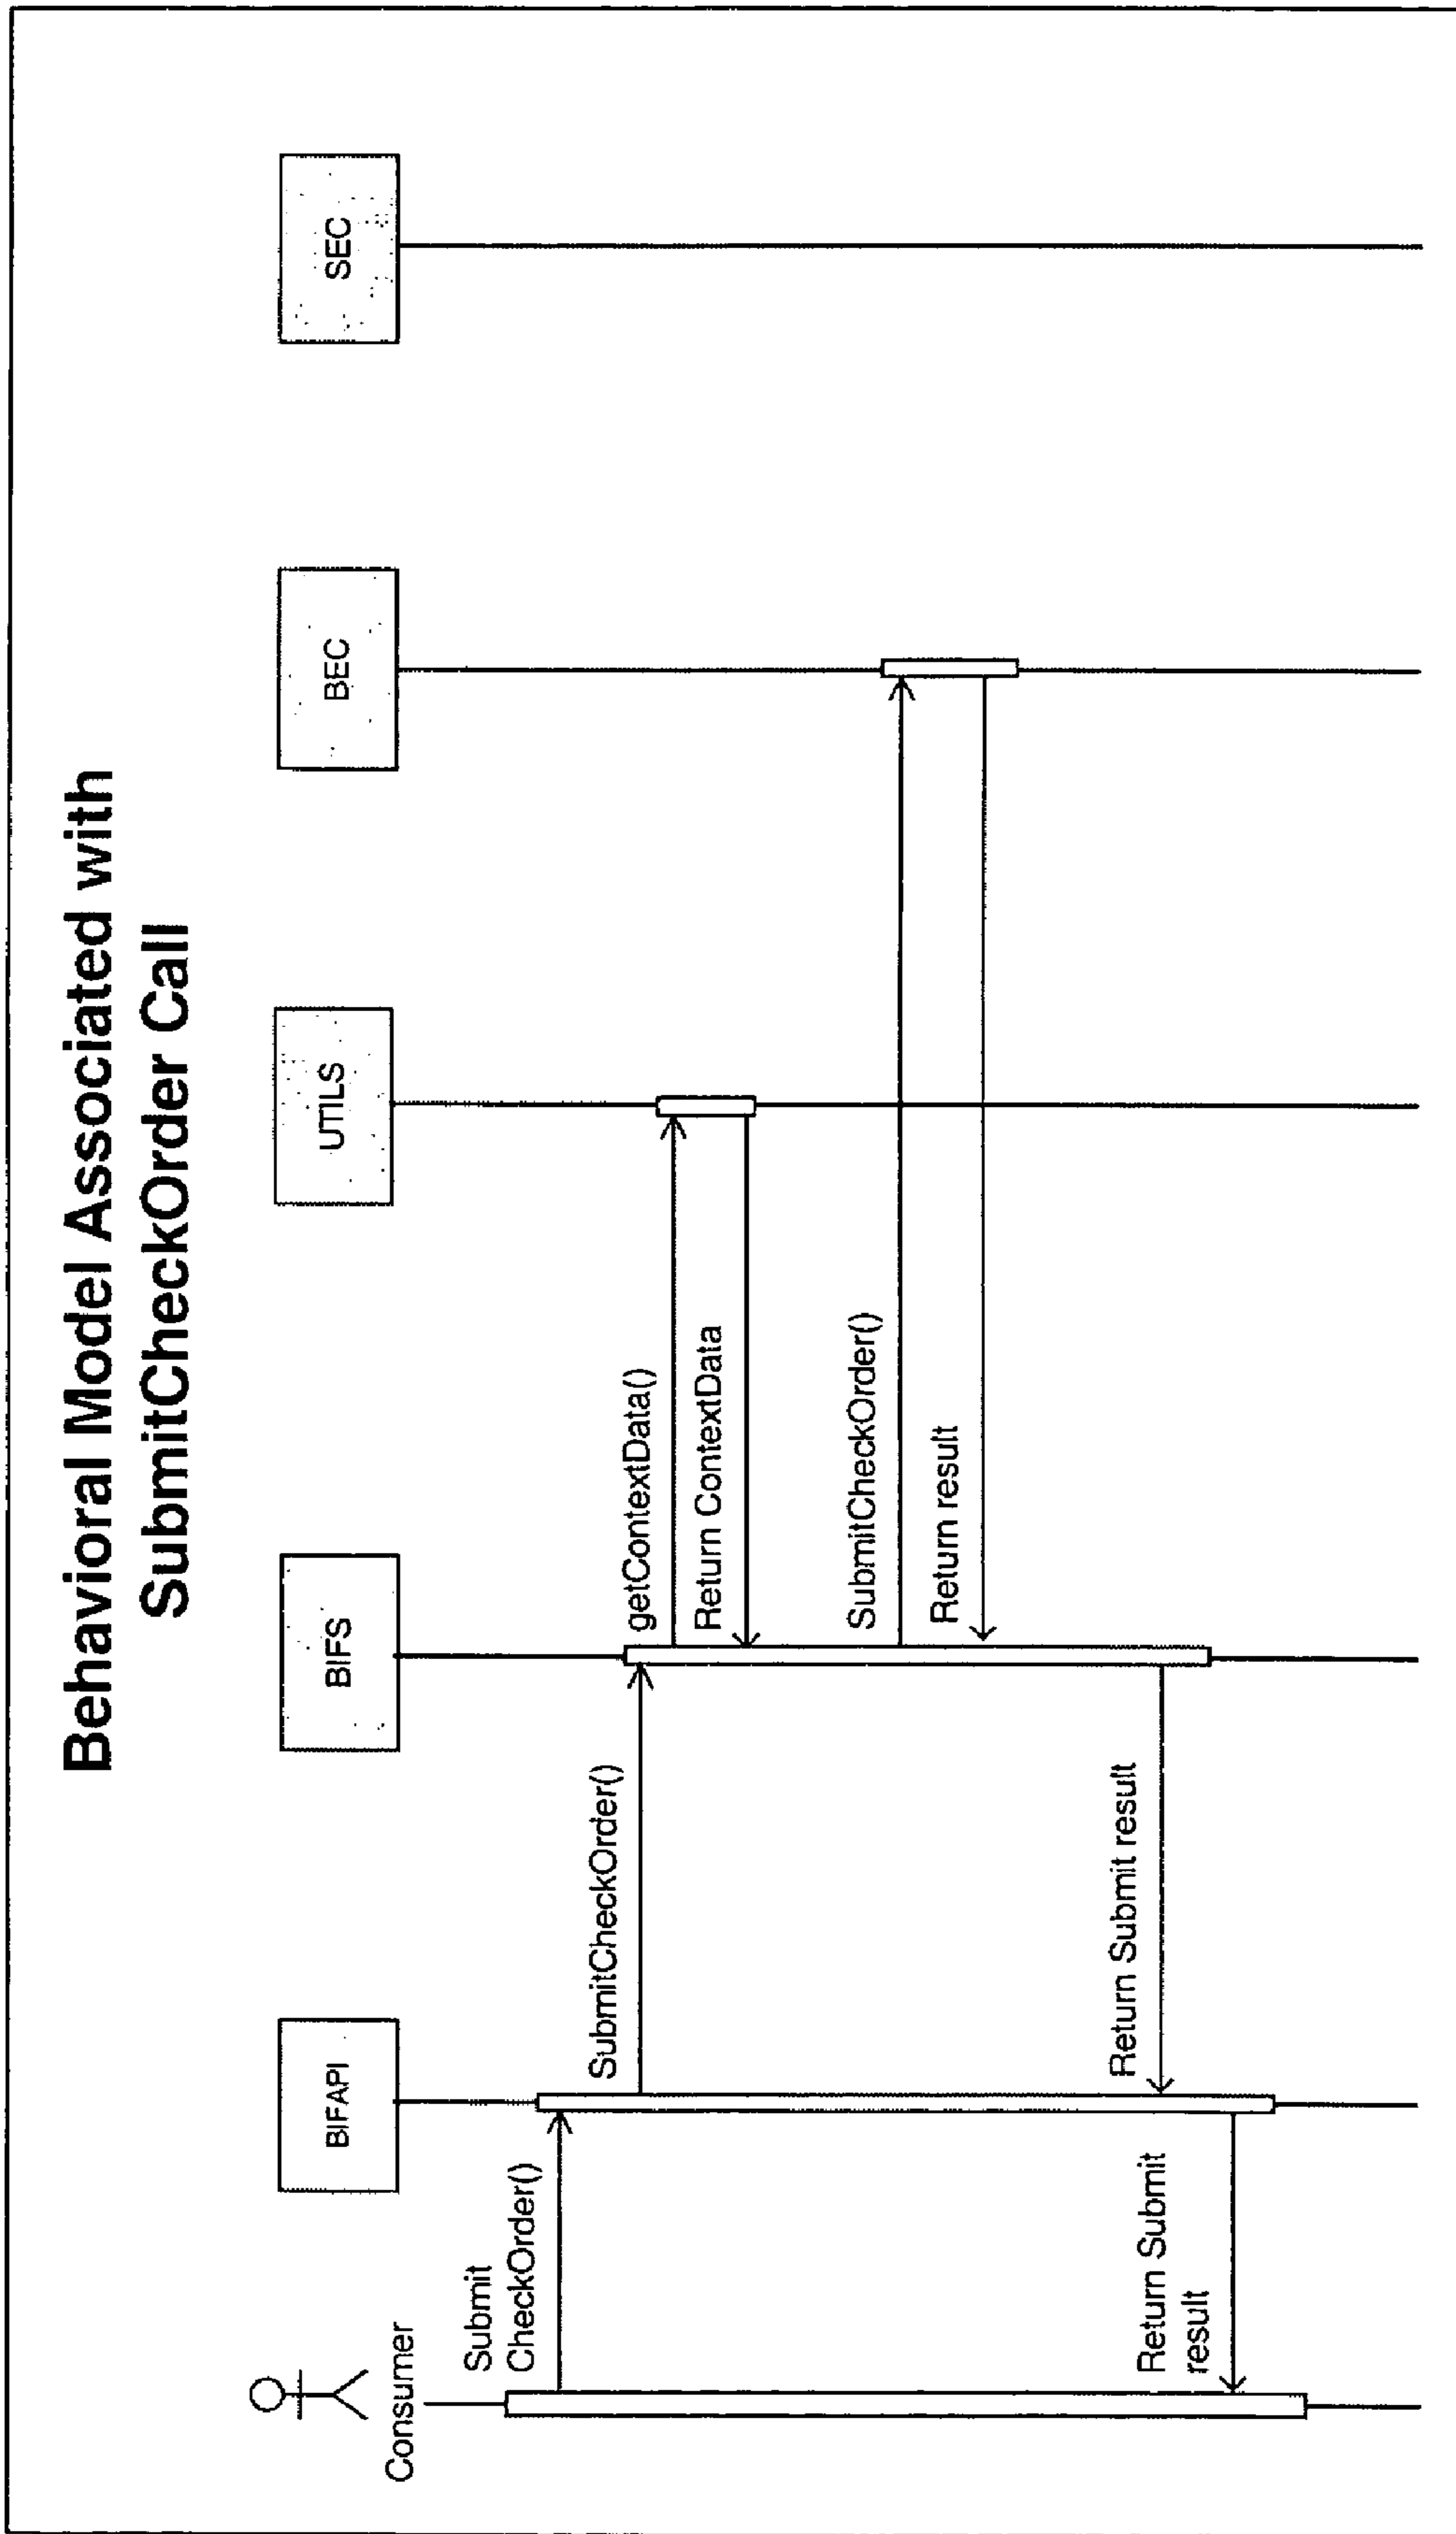 Behavioral Model Associated with
SubmitCheckOrder Call
Consumer
BIFAPI
BIFS
UTILS
BEC
SEC
Submit
CheckOrder()
SubmitCheckOrder()
getContextData()
Return ContextData
SubmitCheckOrder()
Return result
Return Submit result
Return Submit
result